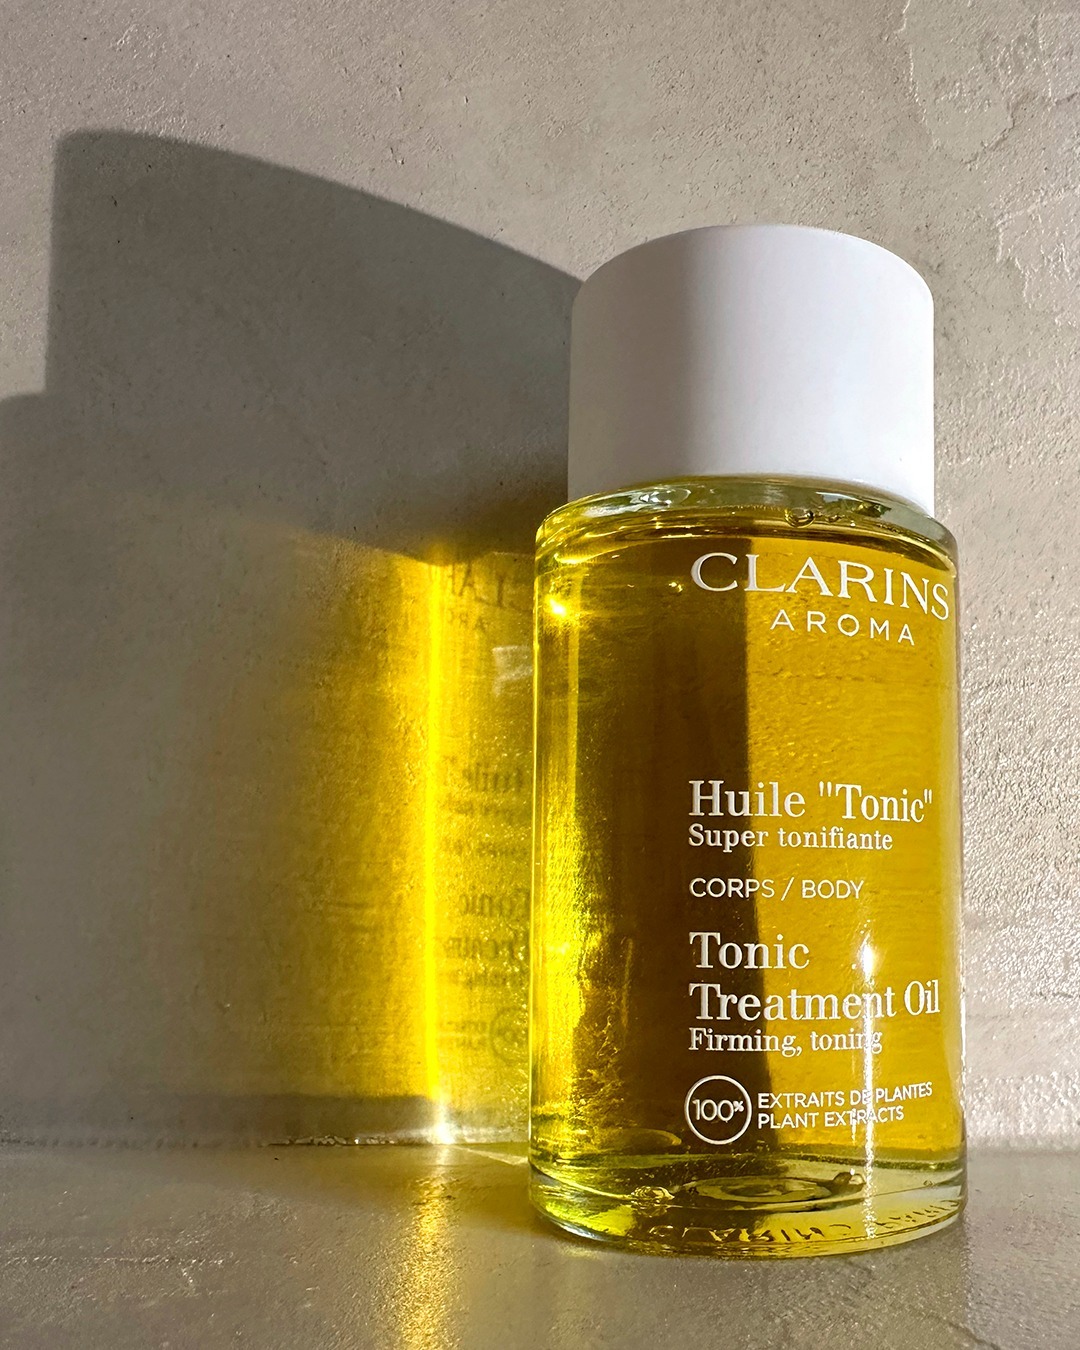 CLARINS
AROMA
Huile "Tonic"
Super tonifiante
CORPS / BODY
Tonic
Treatment Oil
Firming, toning
100%
EXTRAITS DE PLANTES
PLANT EXTRACTS